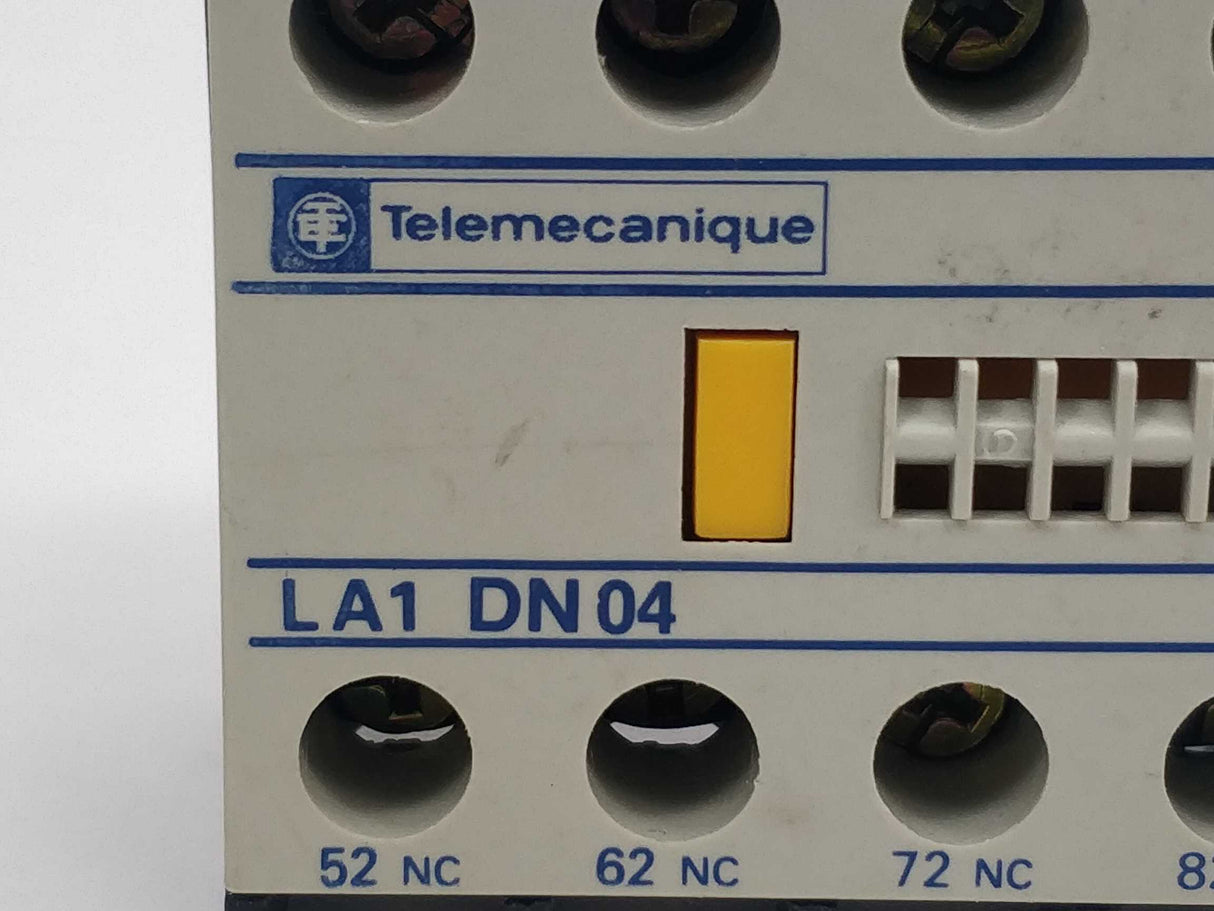 Telemecanique
LA1 DN04
52 NC 62 NC 72 NC